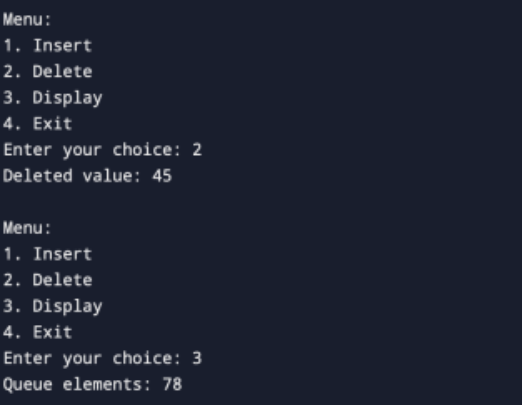 Menu:
1. Insert
2. Delete
3. Display
4. Exit
Enter your choice: 2
Deleted value: 45
Menu:
1. Insert
2. Delete
3. Display
4. Exit
Enter your choice: 3
Queue elements: 78